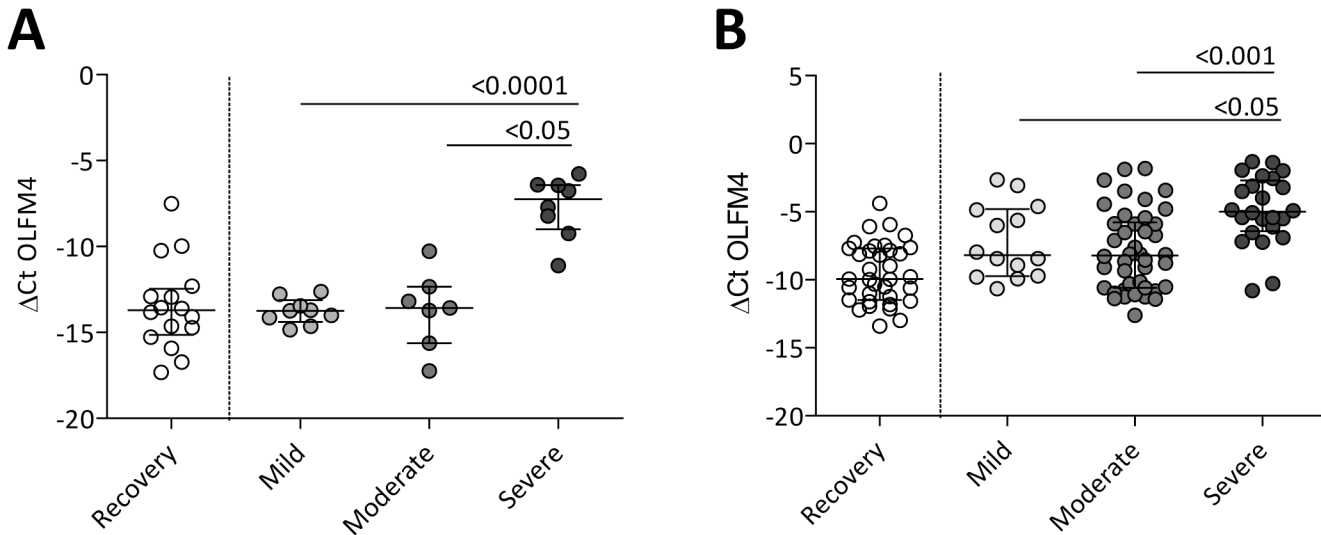 A
ΔCt OLFM4
0
-5
-10
-15
-20
<0.0001
<0.05
Recovery
Mild
Moderate
Severe
B
ΔCt OLFM4
5
0
-5
-10
-15
-20
<0.001
<0.05
Recovery
Mild
Moderate
Severe